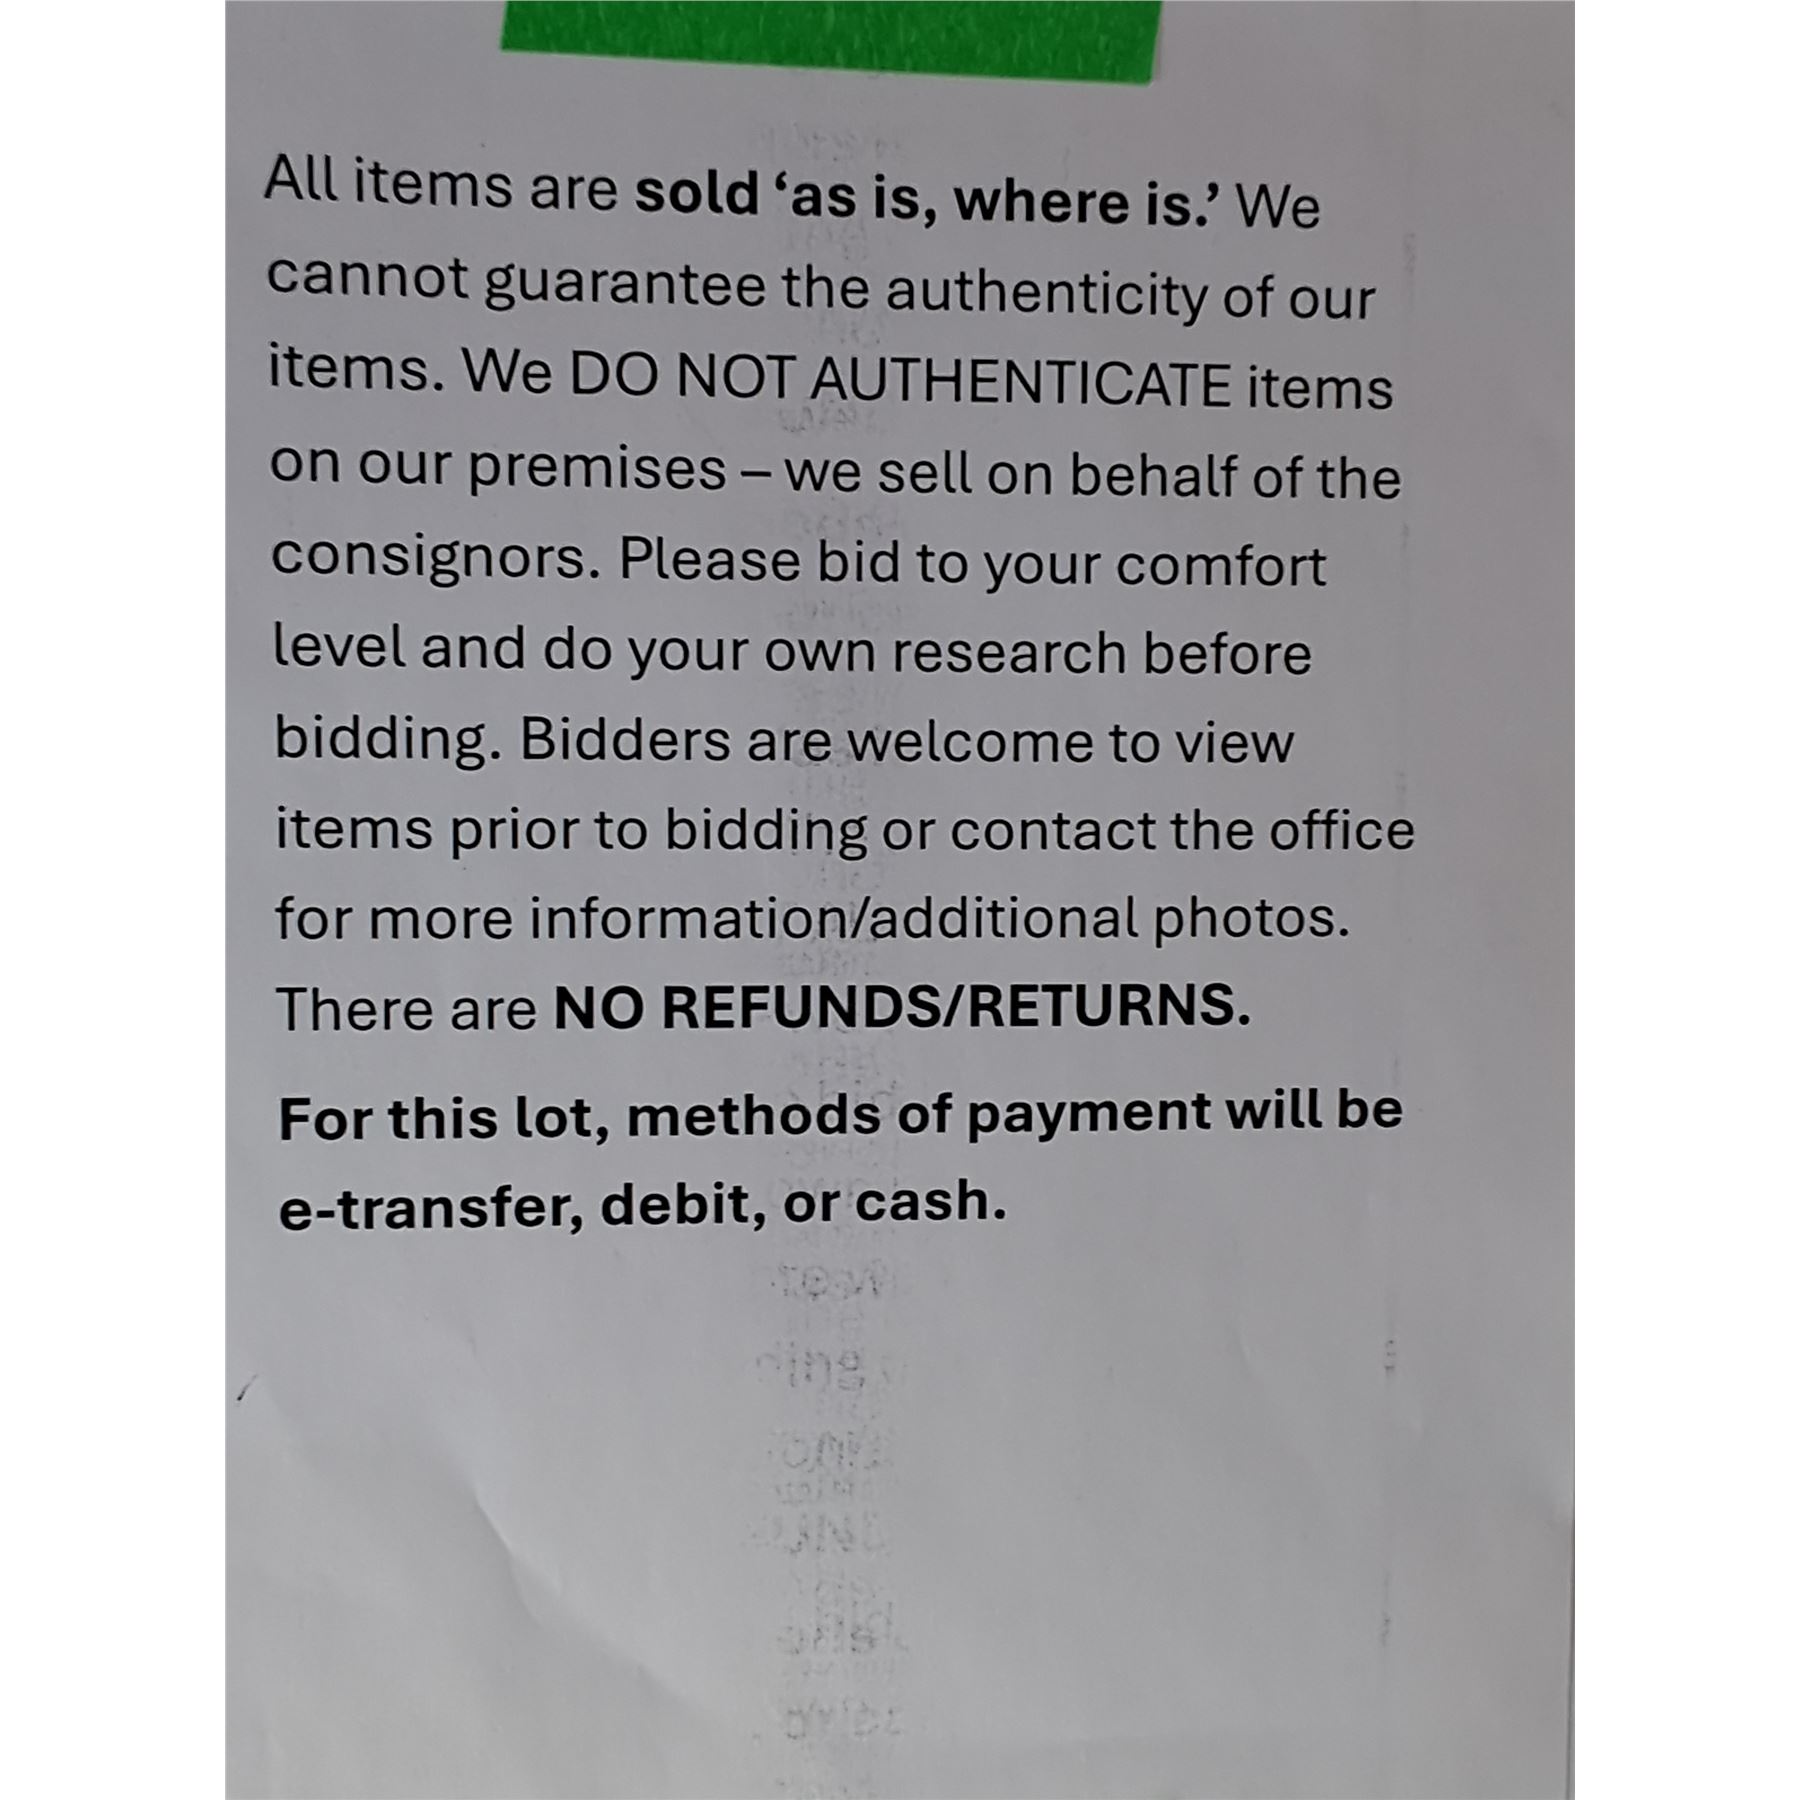 All items are sold ‘as is, where is.’ We
cannot guarantee the authenticity of our
items. We DO NOT AUTHENTICATE items
on our premises – we sell on behalf of the
consignors. Please bid to your comfort
level and do your own research before
bidding. Bidders are welcome to view
items prior to bidding or contact the office
for more information/additional photos.
There are NO REFUNDS/RETURNS.
For this lot, methods of payment will be
e-transfer, debit, or cash.